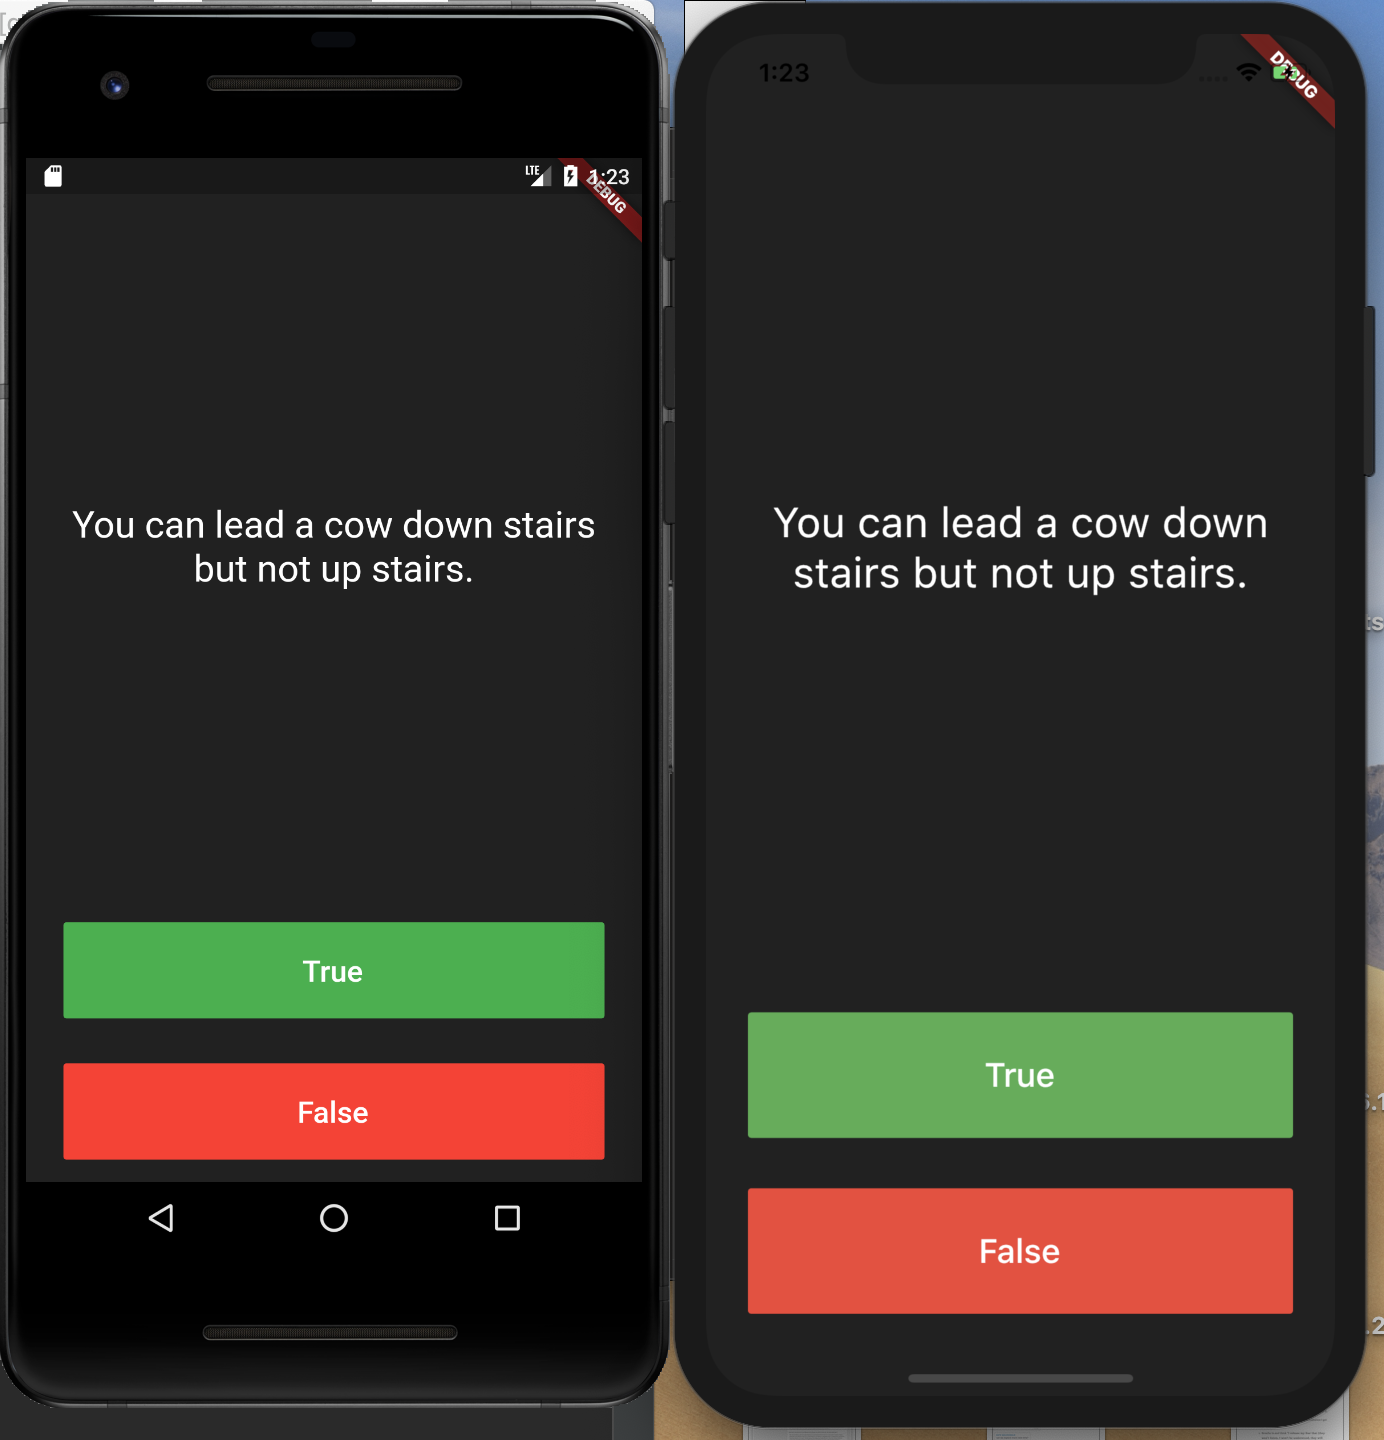 LTE 1:23
DEBUG
You can lead a cow down stairs
but not up stairs.
True
False
1:23
DEBUG
You can lead a cow down
stairs but not up stairs.
True
False